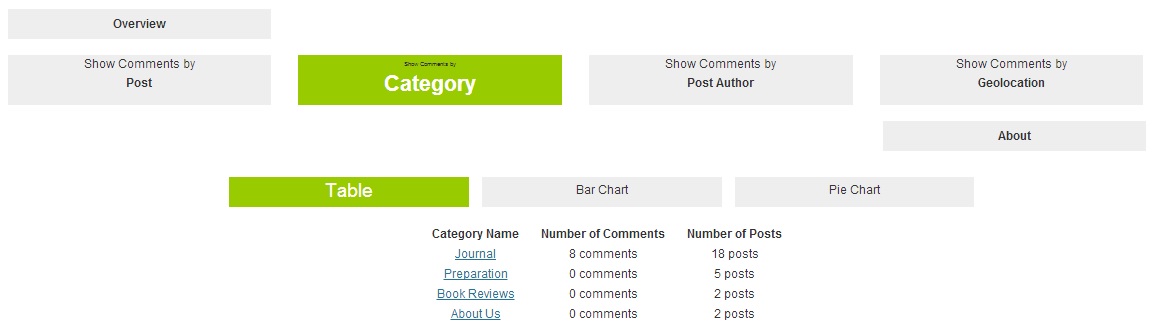 Overview
Show Comments by Show Comments by Show Comments by Show Comments by
Post Category Post Author Geolocation
About
Table Bar Chart Pie Chart
Category Name Number of Comments Number of Posts
Journal 8 comments 18 posts
Preparation 0 comments 5 posts
Book Reviews 0 comments 2 posts
About Us 0 comments 2 posts